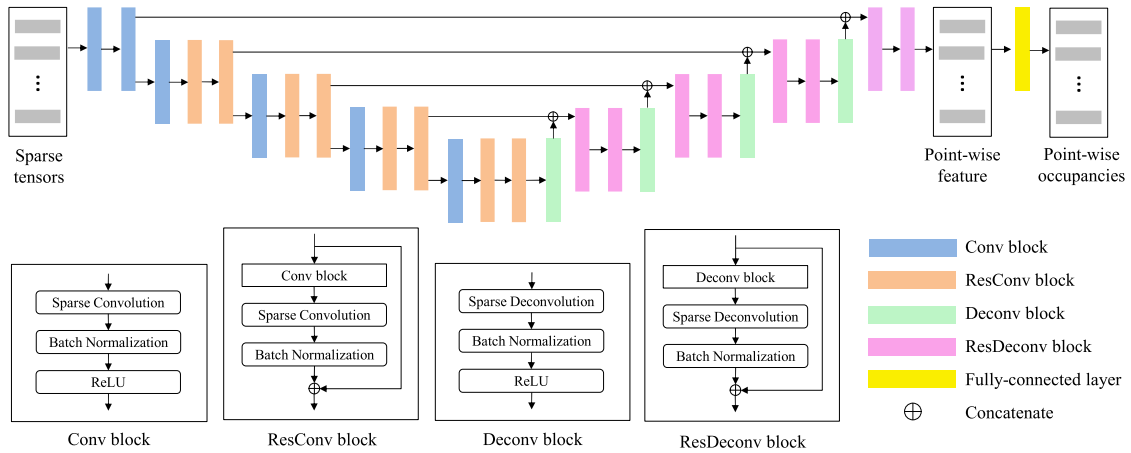 Sparse
tensors
Point-wise
feature
Point-wise
occupancies
Sparse Convolution
Batch Normalization
ReLU
Conv block
Conv block
Sparse Convolution
Batch Normalization
ResConv block
Sparse Deconvolution
Batch Normalization
ReLU
Deconv block
Deconv block
Sparse Deconvolution
Batch Normalization
ResDeconv block
Conv block
ResConv block
Deconv block
ResDeconv block
Fully-connected layer
Concatenate